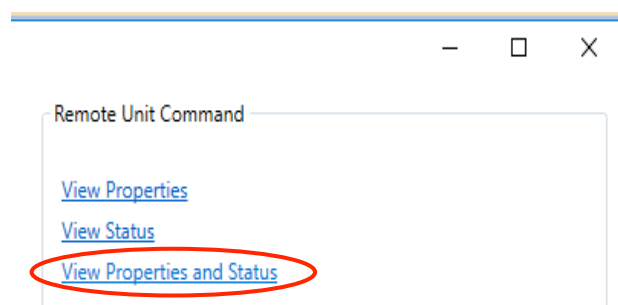 Remote Unit Command
View Properties
View Status
View Properties and Status